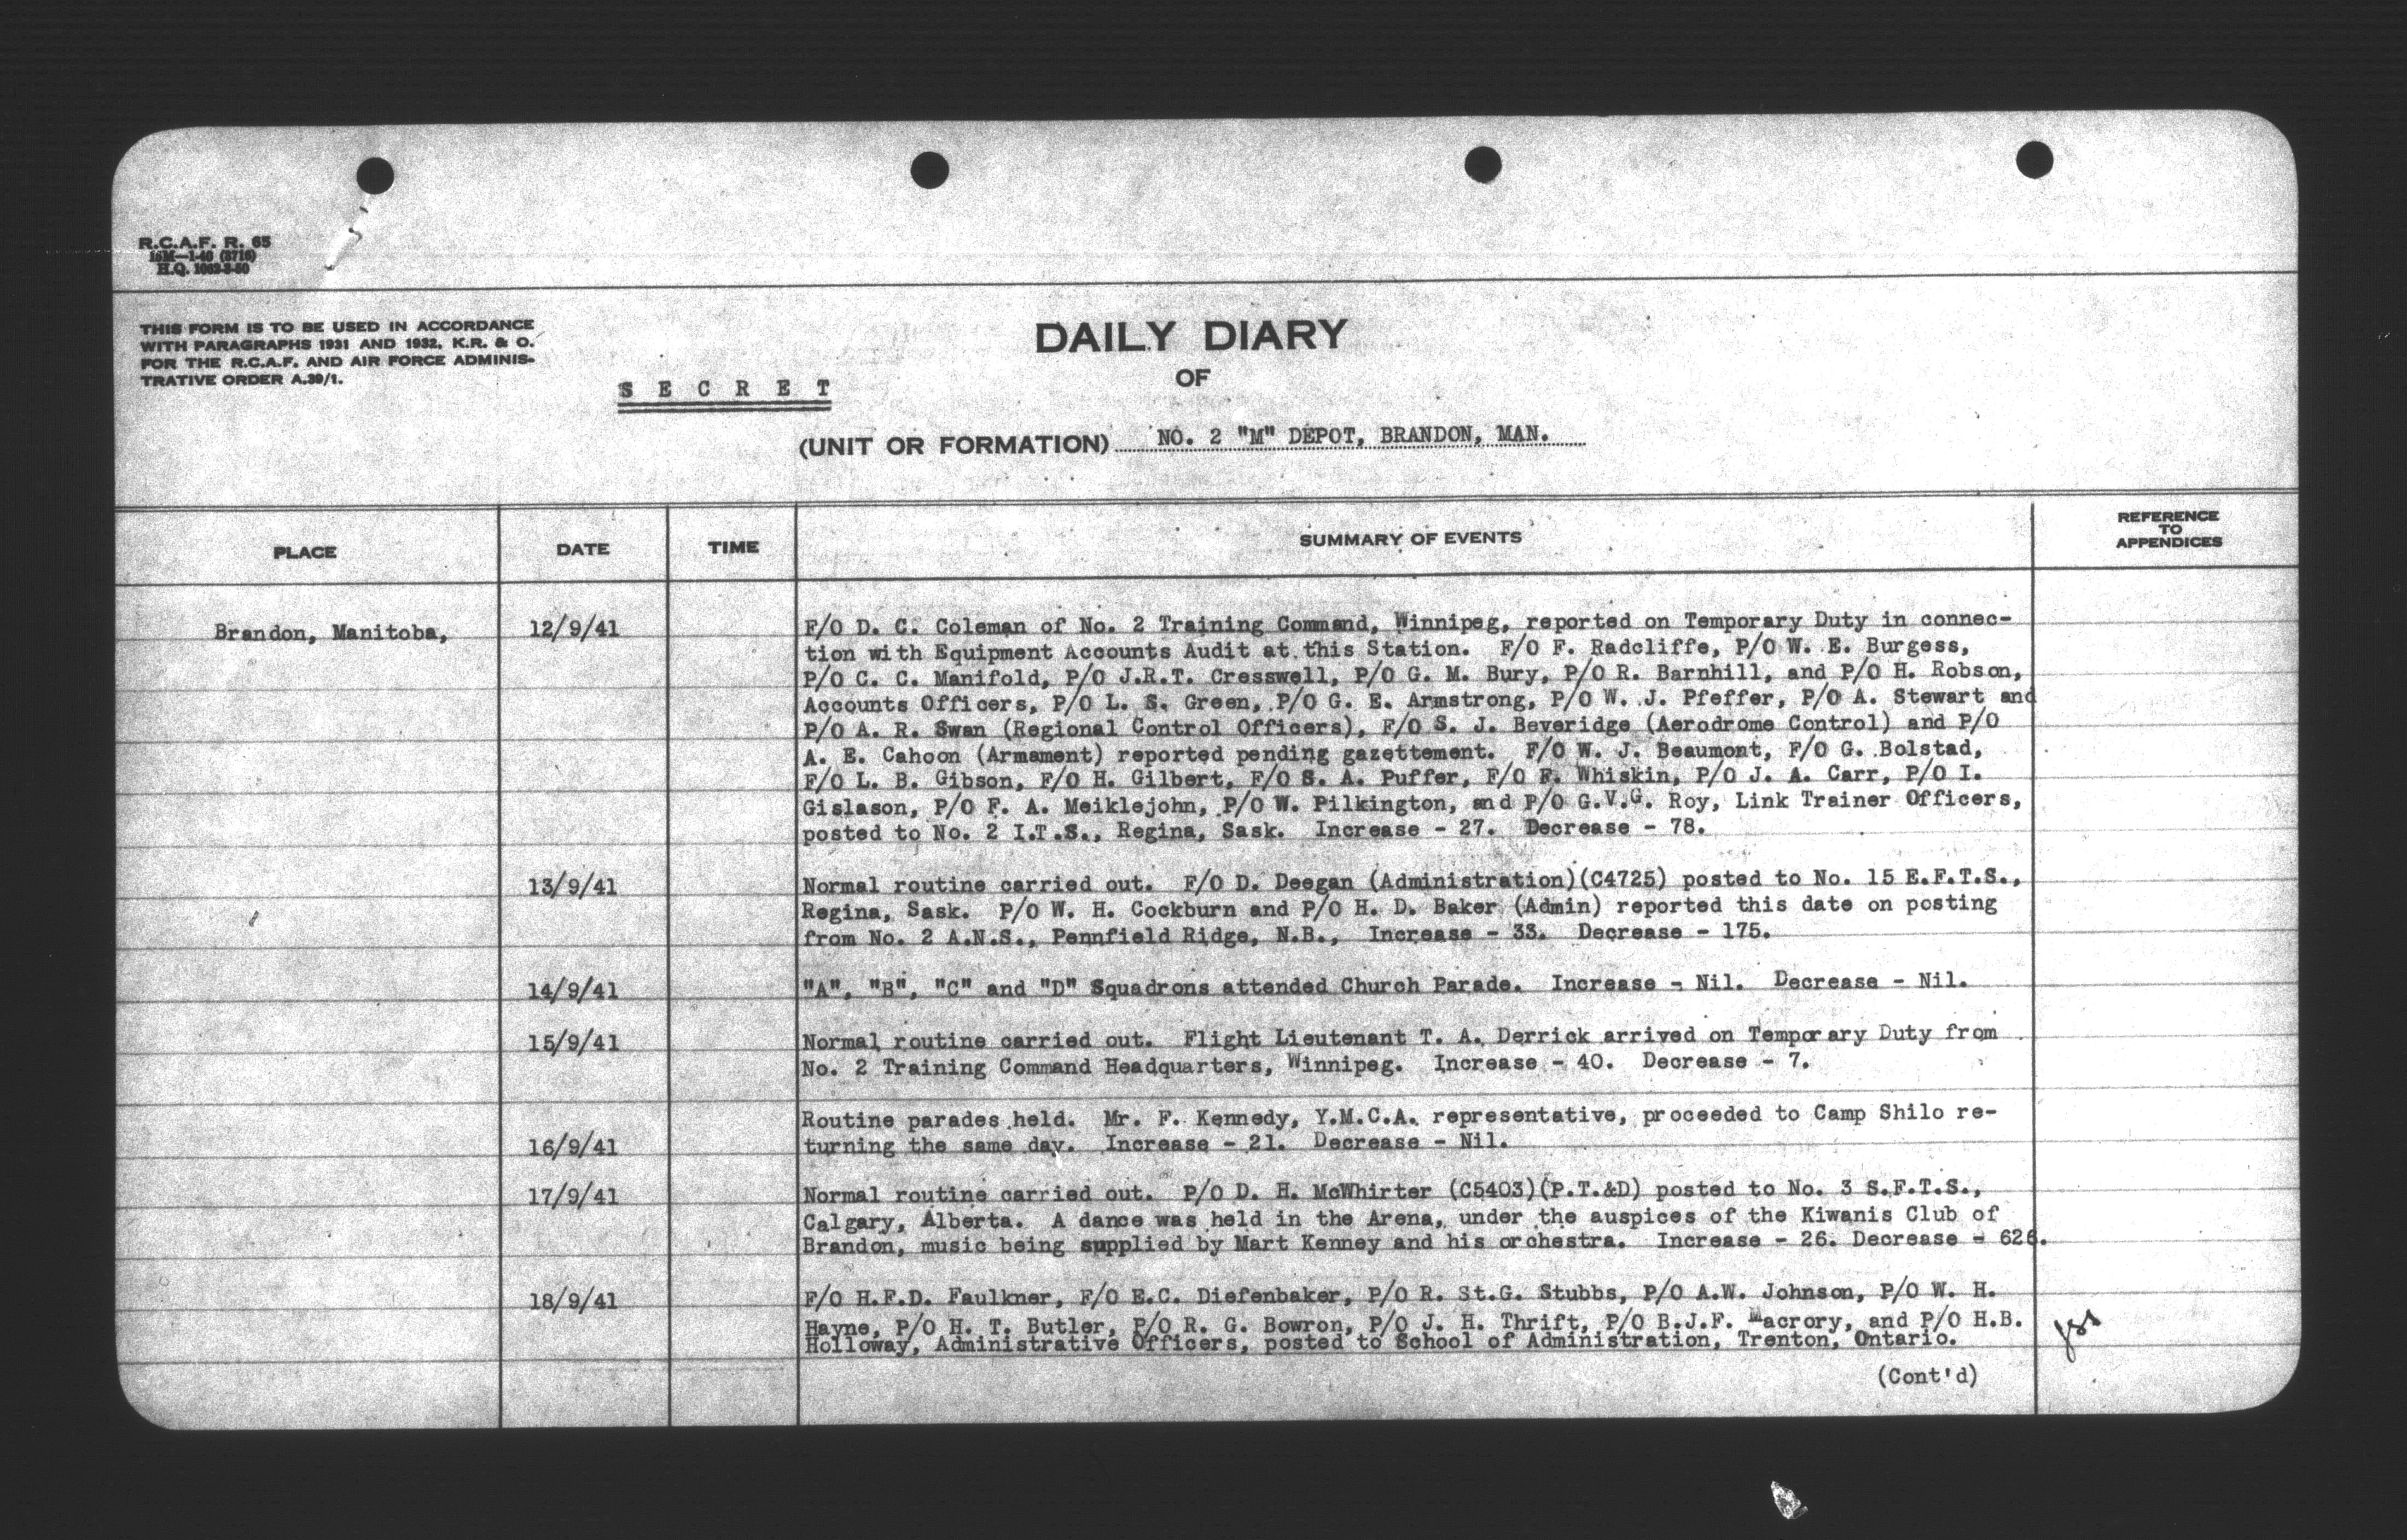 R.C.A.F. R. 65
15M—1-40 (3716)
H.Q. 1062-3-50
THIS FORM IS TO BE USED IN ACCORDANCE
WITH PARAGRAPHS 1931 AND 1932, K.R. & O.
FOR THE R.C.A.F. AND AIR FORCE ADMINIS-
TRATIVE ORDER A.39/1.
S E C R E T
DAILY DIARY
OF
(UNIT OR FORMATION) NO. 2 "M" DEPOT, BRANDON, MAN.
PLACE DATE TIME SUMMARY OF EVENTS REFERENCE TO APPENDICES
Brandon, Manitoba, 12/9/41 F/O D. C. Coleman of No. 2 Training Command, Winnipeg, reported on Temporary Duty in connec-
tion with Equipment Accounts Audit at this Station. F/O F. Radcliffe, P/O W. E. Burgess,
P/O C. C. Manifold, P/O J.R.T. Cresswell, P/O G. M. Bury, P/O R. Barnhill, and P/O H. Robson,
Accounts Officers, P/O L. S. Green, P/O G. E. Armstrong, P/O W. J. Pfeffer, P/O A. Stewart and
P/O A. R. Swan (Regional Control Officers), F/O S. J. Beveridge (Aerodrome Control) and P/O
A. E. Cahoon (Armament) reported pending gazettement. F/O W. J. Beaumont, F/O G. Bolstad,
F/O L. B. Gibson, F/O H. Gilbert, F/O S. A. Puffer, F/O F. Whiskin, P/O J. A. Carr, P/O I.
Gislason, P/O F. A. Meiklejohn, P/O W. Pilkington, and P/O G.V.G. Roy, Link Trainer Officers,
posted to No. 2 I.T.S., Regina, Sask. Increase - 27. Decrease - 78.
13/9/41 Normal routine carried out. F/O D. Deegan (Administration)(C4725) posted to No. 15 E.F.T.S.,
Regina, Sask. P/O W. H. Cockburn and P/O H. D. Baker (Admin) reported this date on posting
from No. 2 A.N.S., Pennfield Ridge, N.B., Increase - 33. Decrease - 175.
14/9/41 "A", "B", "C" and "D" Squadrons attended Church Parade. Increase - Nil. Decrease - Nil.
15/9/41 Normal routine carried out. Flight Lieutenant T. A. Derrick arrived on Temporary Duty from
No. 2 Training Command Headquarters, Winnipeg. Increase - 40. Decrease - 7.
Routine parades held. Mr. F. Kennedy, Y.M.C.A. representative, proceeded to Camp Shilo re-
16/9/41 turning the same day. Increase - 21. Decrease - Nil.
17/9/41 Normal routine carried out. P/O D. H. McWhirter (C5403)(P.T.&D) posted to No. 3 S.F.T.S.,
Calgary, Alberta. A dance was held in the Arena, under the auspices of the Kiwanis Club of
Brandon, music being supplied by Mart Kenney and his orchestra. Increase - 26. Decrease - 626.
18/9/41 F/O H.F.D. Faulkner, F/O E.C. Diefenbaker, P/O R. St.G. Stubbs, P/O A.W. Johnson, P/O W. H.
Hayne, P/O H. T. Butler, P/O R. G. Bowron, P/O J. H. Thrift, P/O B.J.F. Macrory, and P/O H.B.
Holloway, Administrative Officers, posted to School of Administration, Trenton, Ontario.
(Cont'd)